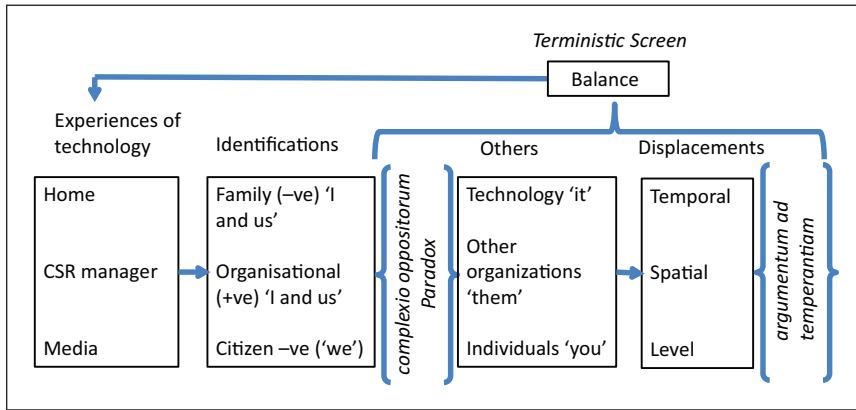 Terministic Screen
Balance
Experiences of
technology
Identifications
Others
Displacements
Home
CSR manager
Media
Family (–ve) ‘I
and us’
Organisational
(+ve) ‘I and us’
Citizen –ve (‘we’)
complexio oppositorum
Paradox
Technology ‘it’
Other
organizations
‘them’
Individuals ‘you’
Temporal
Spatial
Level
argumentum ad
temperantiam